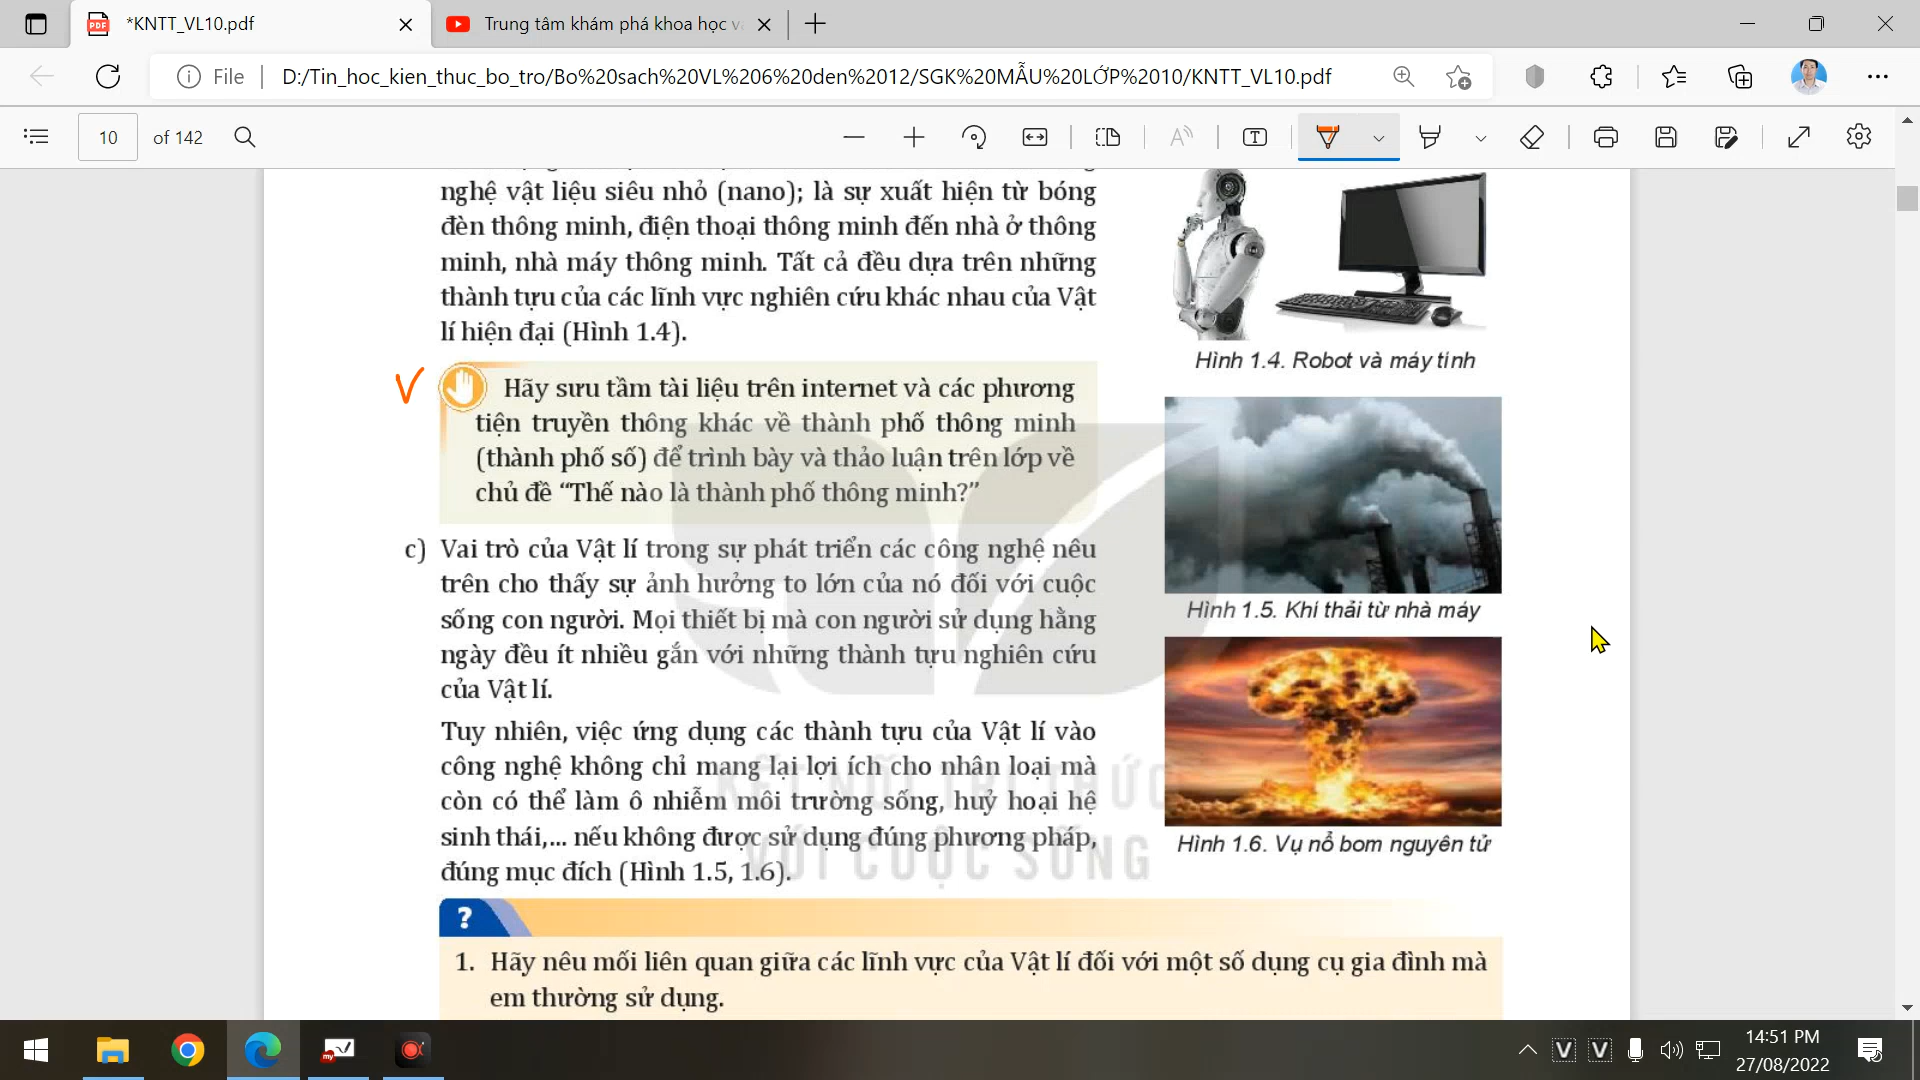 *KNTT_VL10.pdf
Trung tâm khám phá khoa học v
File
D:/Tin_hoc_kien_thuc_bo_tro/Bo%20sach%20VL%206%20den%2012/SGK%20MẪU%20LỚP%2010/KNTT_VL10.pdf
10 of 142
nghệ vật liệu siêu nhỏ (nano); là sự xuất hiện từ bóng
đèn thông minh, điện thoại thông minh đến nhà ở thông
minh, nhà máy thông minh. Tất cả đều dựa trên những
thành tựu của các lĩnh vực nghiên cứu khác nhau của Vật
lí hiện đại (Hình 1.4).
Hình 1.4. Robot và máy tính
Hãy sưu tầm tài liệu trên internet và các phương
tiện truyền thông khác về thành phố thông minh
(thành phố số) để trình bày và thảo luận trên lớp về
chủ đề “Thế nào là thành phố thông minh?”
Hình 1.5. Khí thải từ nhà máy
c) Vai trò của Vật lí trong sự phát triển các công nghệ nêu
trên cho thấy sự ảnh hưởng to lớn của nó đối với cuộc
sống con người. Mọi thiết bị mà con người sử dụng hằng
ngày đều ít nhiều gắn với những thành tựu nghiên cứu
của Vật lí.
Tuy nhiên, việc ứng dụng các thành tựu của Vật lí vào
công nghệ không chỉ mang lại lợi ích cho nhân loại mà
còn có thể làm ô nhiễm môi trường sống, huỷ hoại hệ
sinh thái,... nếu không được sử dụng đúng phương pháp,
đúng mục đích (Hình 1.5, 1.6).
Hình 1.6. Vụ nổ bom nguyên tử
KẾT NỐI TRI THỨC
VỚI CUỘC SỐNG
?
1. Hãy nêu mối liên quan giữa các lĩnh vực của Vật lí đối với một số dụng cụ gia đình mà
em thường sử dụng.
14:51 PM
27/08/2022